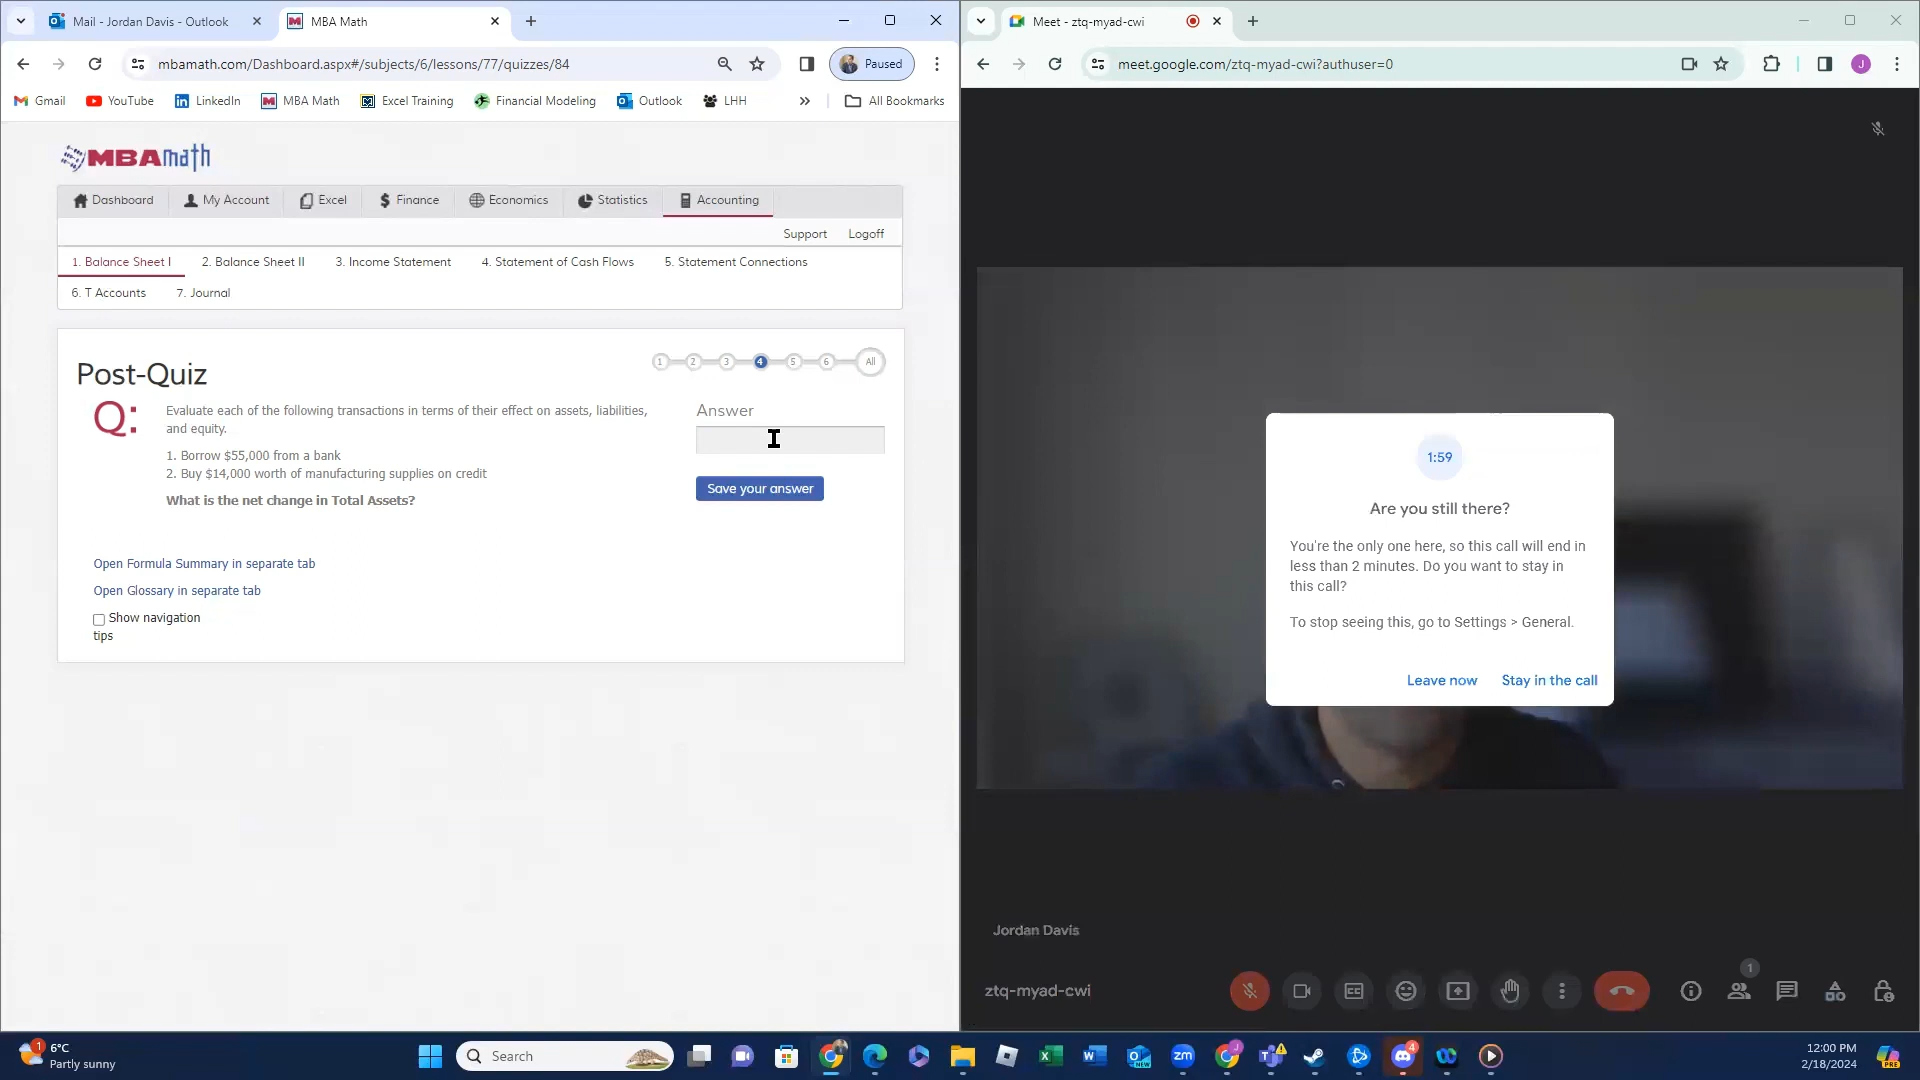 Mail - Jordan Davis - Outlook
MBA Math
Meet - ztq-myad-cwi
mbamath.com/Dashboard.aspx#/subjects/6/lessons/77/quizzes/84
Paused
meet.google.com/ztq-myad-cwi?authuser=0
J
Gmail
YouTube
LinkedIn
MBA Math
Excel Training
Financial Modeling
Outlook
LHH
»
All Bookmarks
MBAmath
Dashboard
My Account
Excel
Finance
Economics
Statistics
Accounting
Support
Logoff
1. Balance Sheet I
2. Balance Sheet II
3. Income Statement
4. Statement of Cash Flows
5. Statement Connections
6. T Accounts
7. Journal
Post-Quiz
1
2
3
4
5
6
All
Q:
Evaluate each of the following transactions in terms of their effect on assets, liabilities,
and equity.
1. Borrow $55,000 from a bank
2. Buy $14,000 worth of manufacturing supplies on credit
What is the net change in Total Assets?
Answer
Save your answer
Open Formula Summary in separate tab
Open Glossary in separate tab
Show navigation
tips
1:59
Are you still there?
You're the only one here, so this call will end in
less than 2 minutes. Do you want to stay in
this call?
To stop seeing this, go to Settings > General.
Leave now
Stay in the call
Jordan Davis
ztq-myad-cwi
1
1
6°C
Partly sunny
Search
zm
4
12:00 PM
2/18/2024
PRE